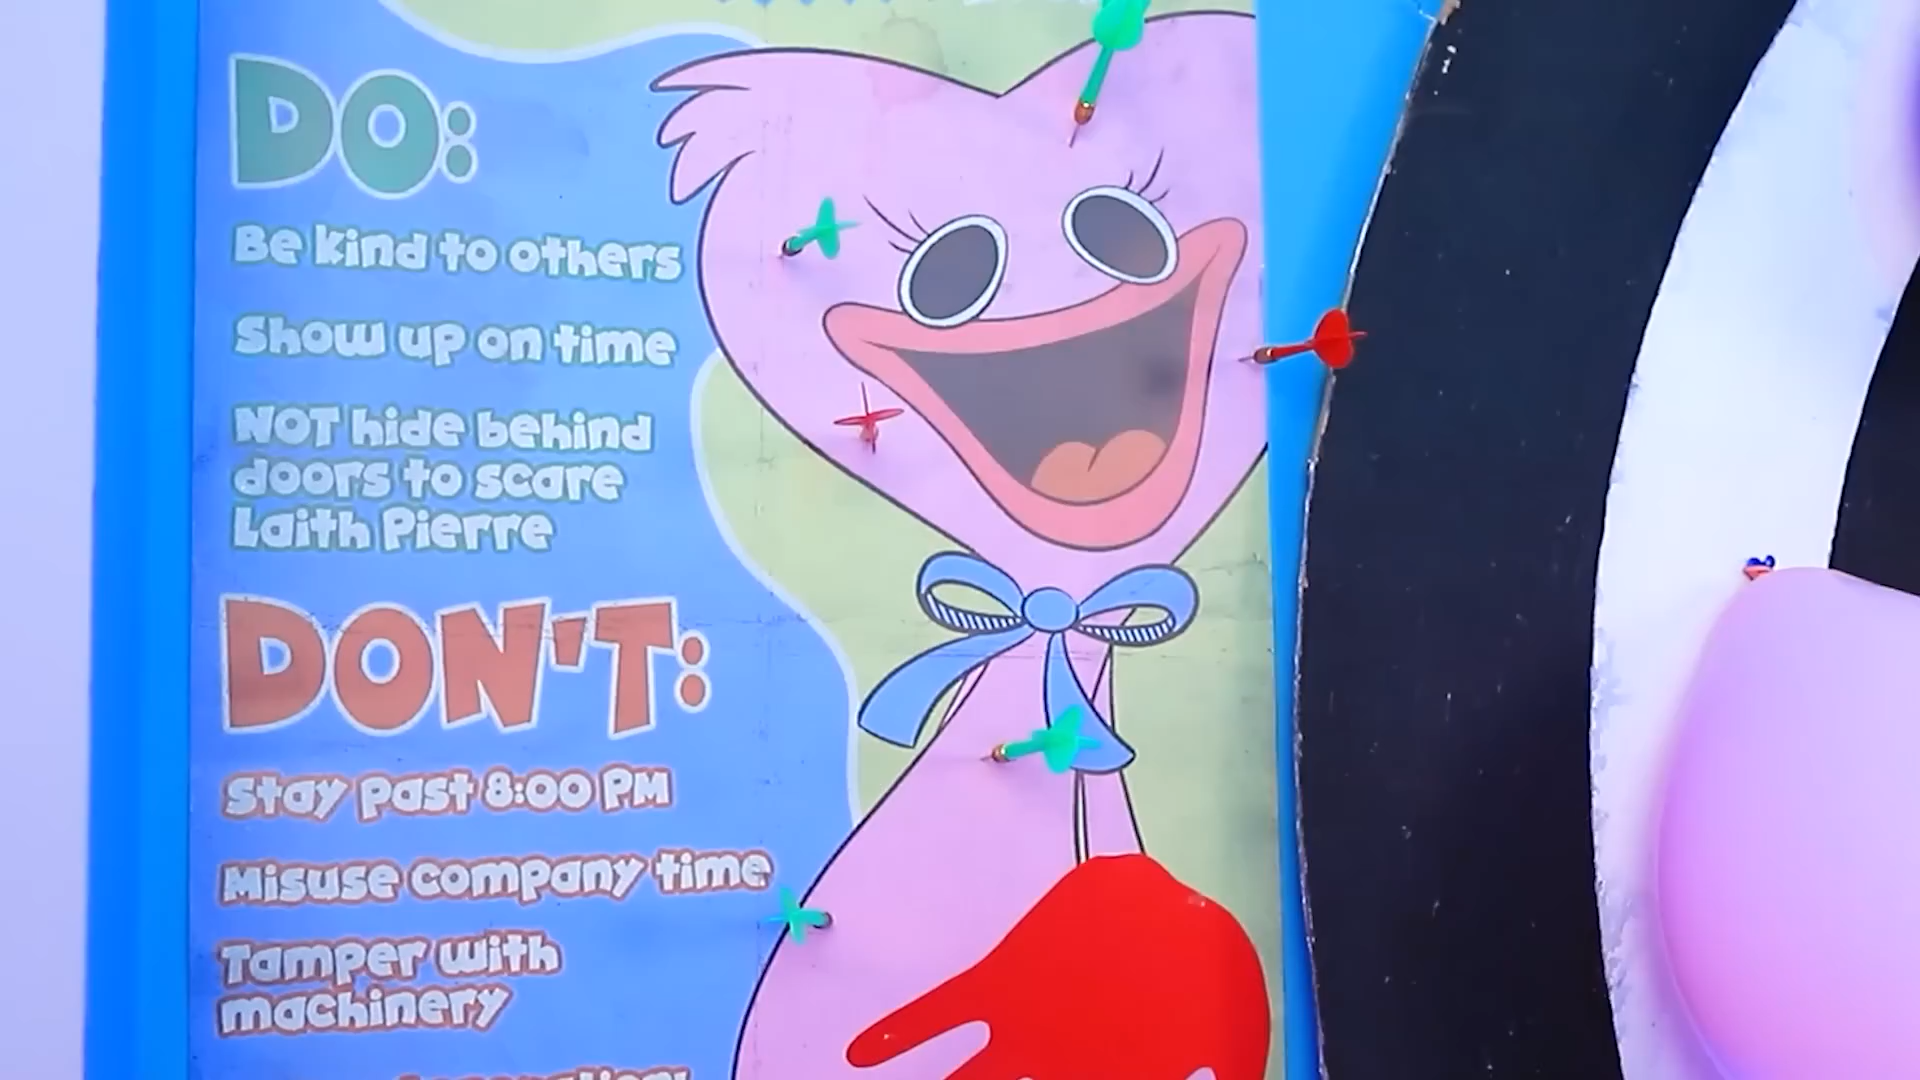 DO:
Be kind to others
Show up on time
NOT hide behind
doors to scare
Laith Pierre
DON'T:
Stay past 8:00 PM
Misuse company time
Tamper with
machinery